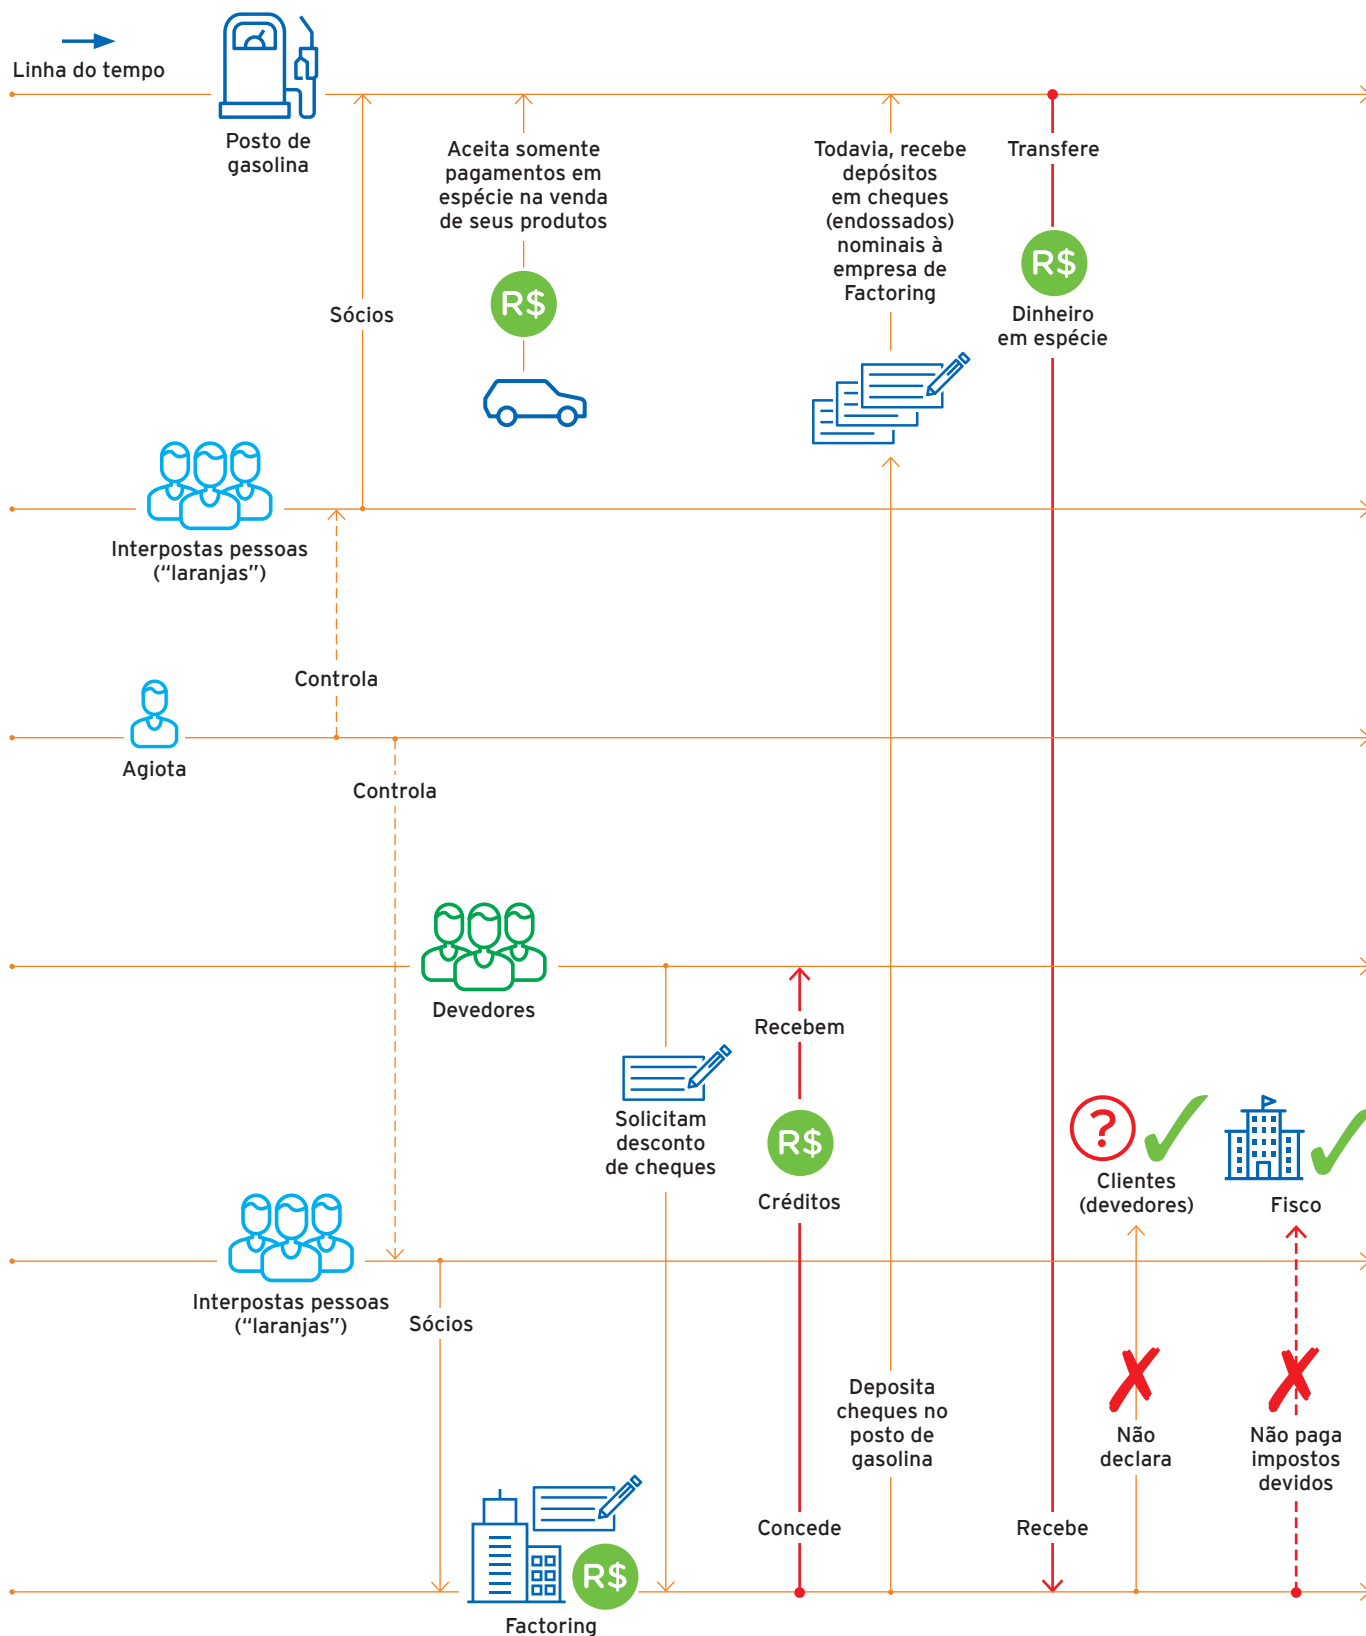 Linha do tempo
Posto de
gasolina
Aceita somente
pagamentos em
espécie na venda
de seus produtos
R$
Todavia, recebe
depósitos
em cheques
(endossados)
nominais à
empresa de
Factoring
Transfere
R$
Dinheiro
em espécie
Sócios
Interpostas pessoas
(“laranjas”)
Controla
Agiota
Controla
Devedores
Solicitam
desconto
de cheques
Recebem
R$
Créditos
?
Clientes
(devedores)
Fisco
Interpostas pessoas
(“laranjas”)
Sócios
Deposita
cheques no
posto de
gasolina
Não
declara
Não paga
impostos
devidos
Concede
Recebe
R$
Factoring